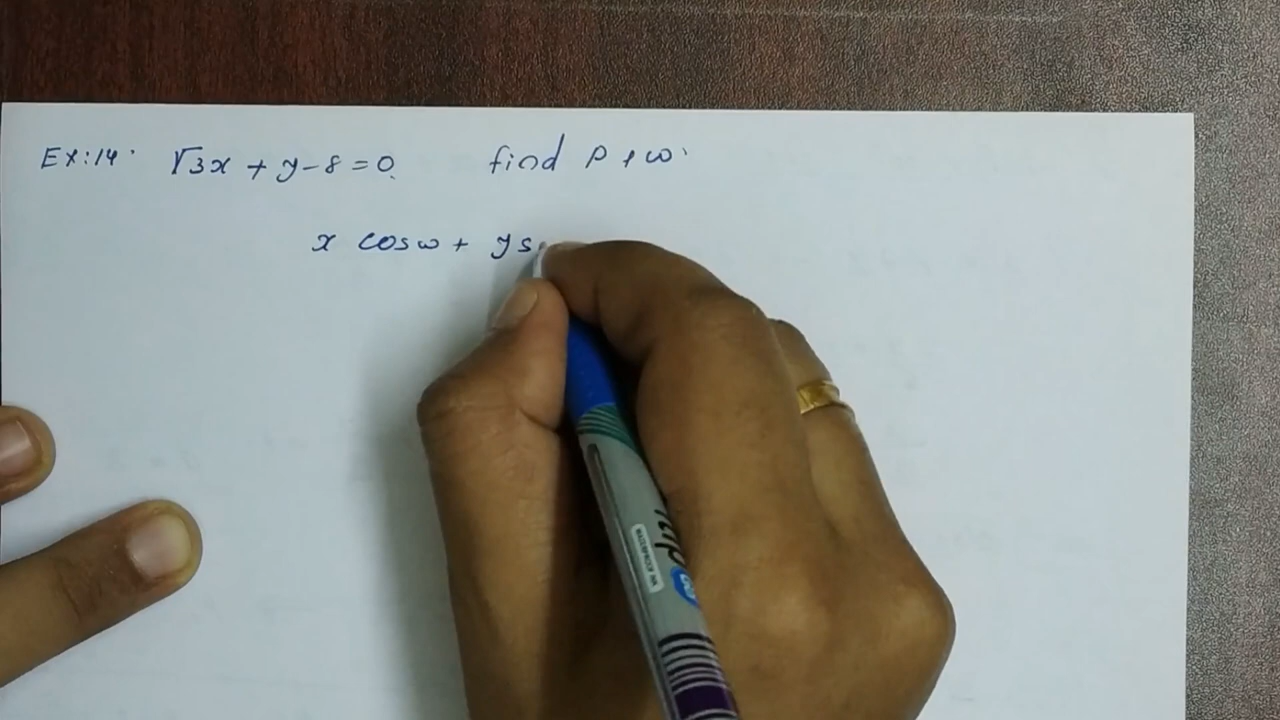 Ex:14. √3x + y - 8 = 0. find p & ω.
x cosω + ys